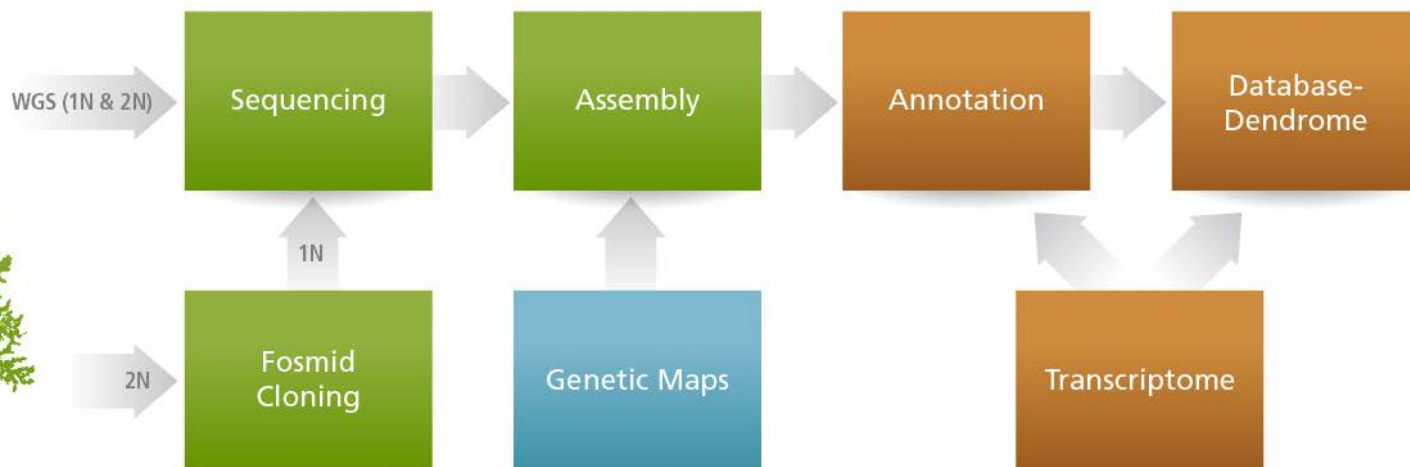 WGS (1N & 2N)
Sequencing
Assembly
Annotation
Database-
Dendrome
1N
2N
Fosmid
Cloning
Genetic Maps
Transcriptome